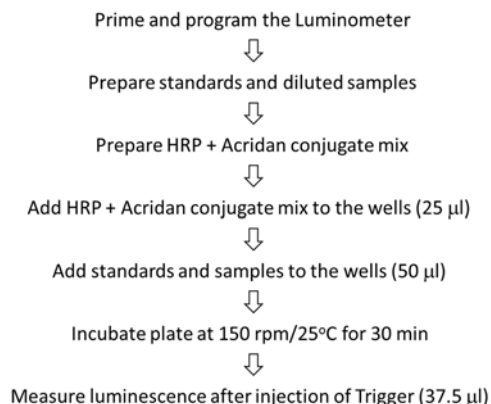 Prime and program the Luminometer
Prepare standards and diluted samples
Prepare HRP + Acridan conjugate mix
Add HRP + Acridan conjugate mix to the wells (25 µl)
Add standards and samples to the wells (50 µl)
Incubate plate at 150 rpm/25°C for 30 min
Measure luminescence after injection of Trigger (37.5 µl)